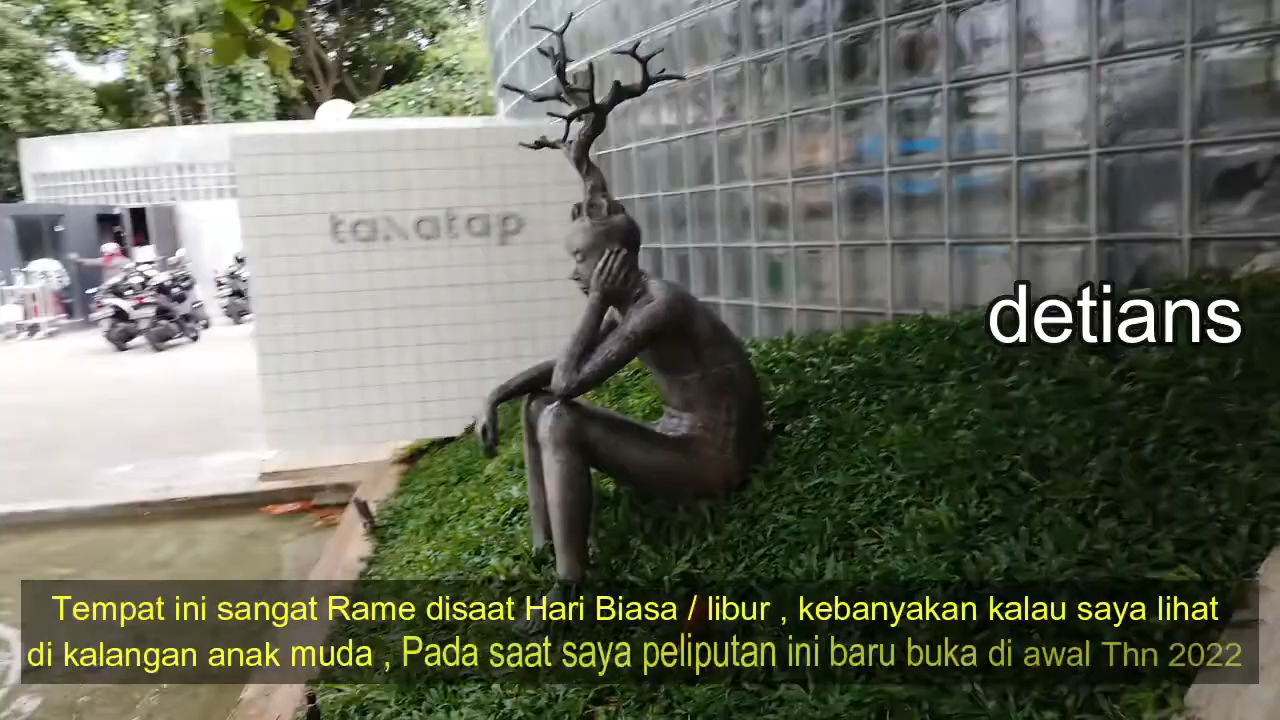 tanatap
detians
Tempat ini sangat Rame disaat Hari Biasa / libur , kebanyakan kalau saya lihat
di kalangan anak muda , Pada saat saya peliputan ini baru buka di awal Thn 2022